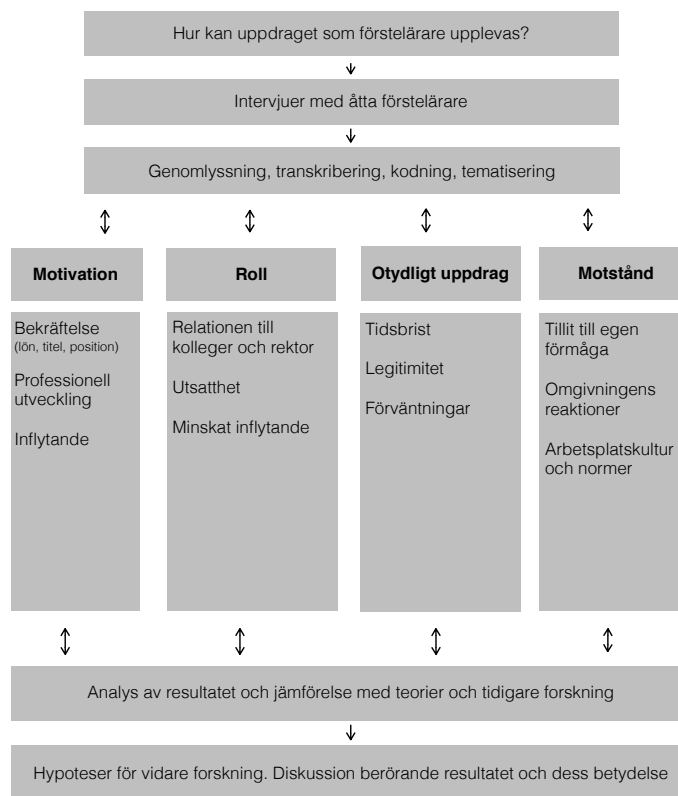 Hur kan uppdraget som förstelärare upplevas?
Intervjuer med åtta förstelärare
Genomlyssning, transkribering, kodning, tematisering
Motivation
Bekräftelse
(lön, titel, position)
Professionell
utveckling
Inflytande
Roll
Relationen till
kolleger och rektor
Utsatthet
Minskat inflytande
Otydligt uppdrag
Tidsbrist
Legitimitet
Förväntningar
Motstånd
Tillit till egen
förmåga
Omgivningens
reaktioner
Arbetsplatskultur
och normer
Analys av resultatet och jämförelse med teorier och tidigare forskning
Hypoteser för vidare forskning. Diskussion berörande resultatet och dess betydelse